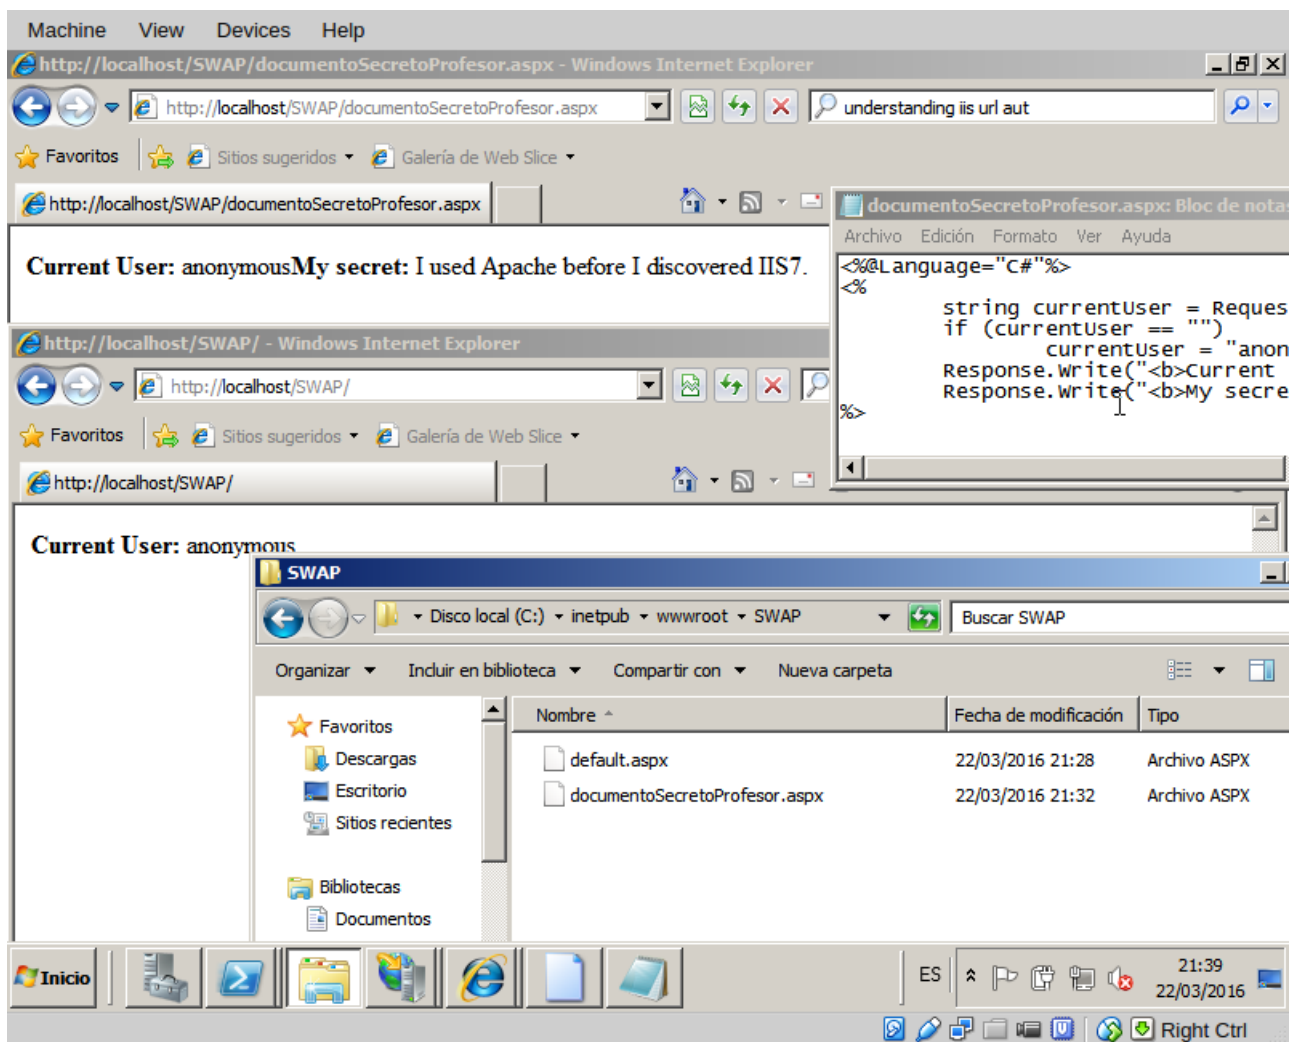 Machine View Devices Help
http://localhost/SWAP/documentoSecretoProfesor.aspx - Windows Internet Explorer
http://localhost/SWAP/documentoSecretoProfesor.aspx
understanding iis url aut
Favoritos
Sitios sugeridos
Galería de Web Slice
http://localhost/SWAP/documentoSecretoProfesor.aspx
Current User: anonymousMy secret: I used Apache before I discovered IIS7.
documentoSecretoProfesor.aspx: Bloc de notas
Archivo Edición Formato Ver Ayuda
<%@Language="C#"%>
<%
string currentUser = Reques
if (currentUser == "")
currentUser = "anon
Response.Write("<b>Current
Response.Write("<b>My secre
%>
http://localhost/SWAP/ - Windows Internet Explorer
http://localhost/SWAP/
Favoritos
Sitios sugeridos
Galería de Web Slice
http://localhost/SWAP/
Current User: anonymous
SWAP
Disco local (C:) inetpub wwwroot SWAP
Buscar SWAP
Organizar Incluir en biblioteca Compartir con Nueva carpeta
Favoritos
Descargas
Escritorio
Sitios recientes
Bibliotecas
Documentos
Nombre Fecha de modificación Tipo
default.aspx 22/03/2016 21:28 Archivo ASPX
documentoSecretoProfesor.aspx 22/03/2016 21:32 Archivo ASPX
Inicio
ES
21:39
22/03/2016
Right Ctrl